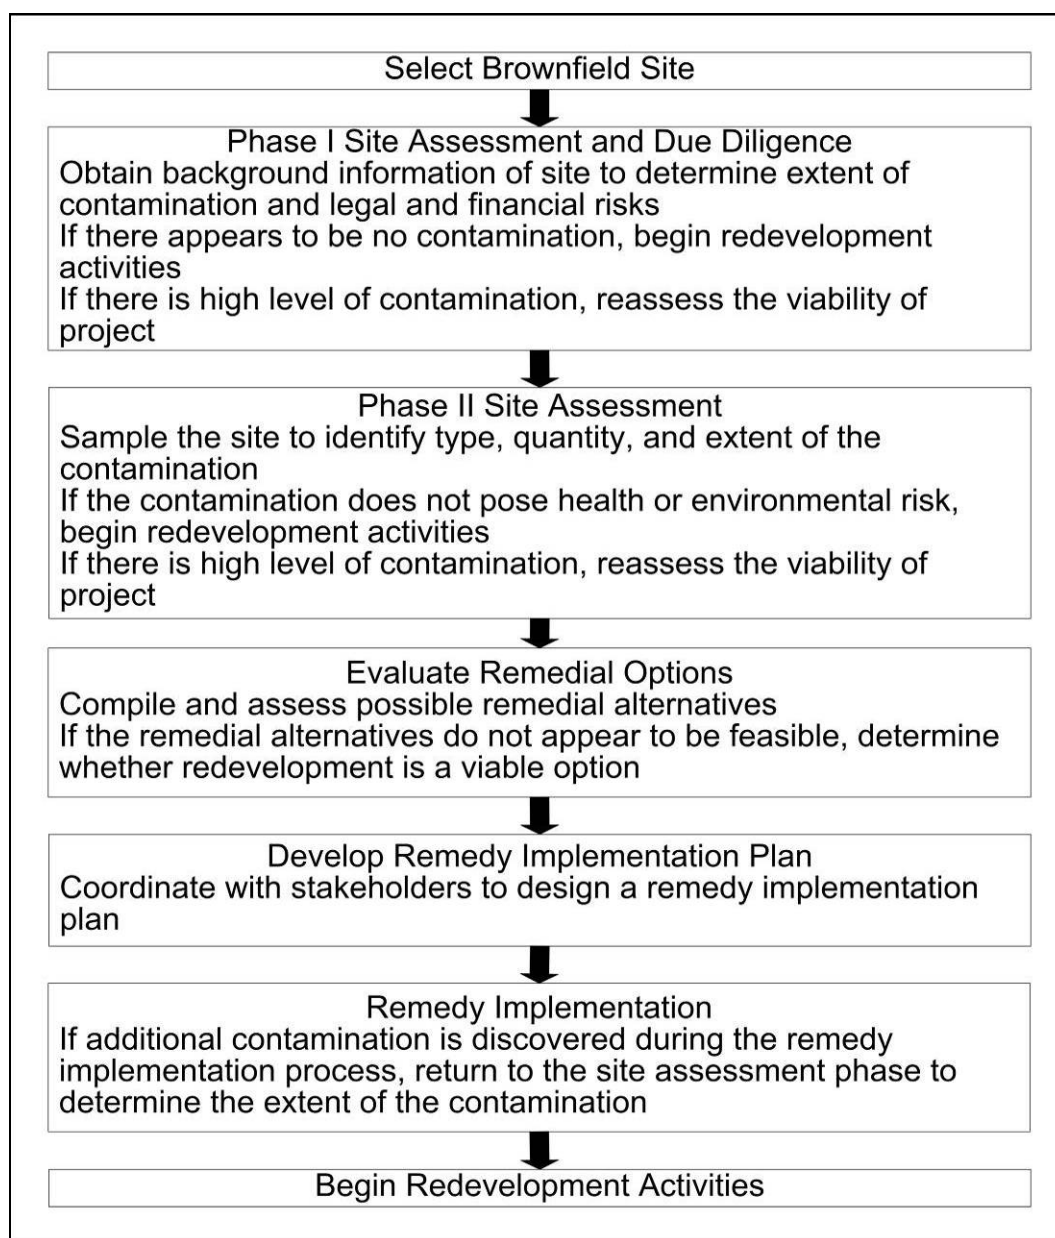 Select Brownfield Site
Phase I Site Assessment and Due Diligence
Obtain background information of site to determine extent of
contamination and legal and financial risks
If there appears to be no contamination, begin redevelopment
activities
If there is high level of contamination, reassess the viability of
project
Phase II Site Assessment
Sample the site to identify type, quantity, and extent of the
contamination
If the contamination does not pose health or environmental risk,
begin redevelopment activities
If there is high level of contamination, reassess the viability of
project
Evaluate Remedial Options
Compile and assess possible remedial alternatives
If the remedial alternatives do not appear to be feasible, determine
whether redevelopment is a viable option
Develop Remedy Implementation Plan
Coordinate with stakeholders to design a remedy implementation
plan
Remedy Implementation
If additional contamination is discovered during the remedy
implementation process, return to the site assessment phase to
determine the extent of the contamination
Begin Redevelopment Activities